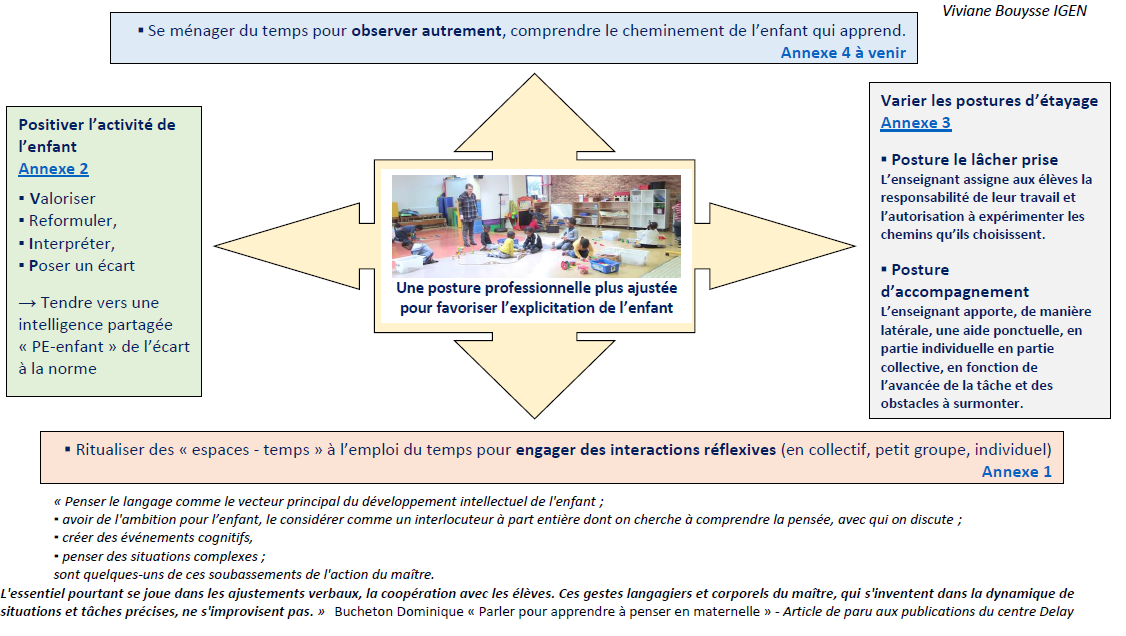 Viviane Bouysse IGEN
▪ Se ménager du temps pour observer autrement, comprendre le cheminement de l'enfant qui apprend.
Annexe 4 à venir
Positiver l'activité de
l'enfant
Annexe 2
▪ Valoriser
▪ Reformuler,
▪ Interpréter,
▪ Poser un écart
→ Tendre vers une
intelligence partagée
« PE-enfant » de l'écart
à la norme
Une posture professionnelle plus ajustée
pour favoriser l'explicitation de l'enfant
Varier les postures d'étayage
Annexe 3
▪ Posture le lâcher prise
L'enseignant assigne aux élèves la
responsabilité de leur travail et
l'autorisation à expérimenter les
chemins qu'ils choisissent.
▪ Posture
d'accompagnement
L'enseignant apporte, de manière
latérale, une aide ponctuelle, en
partie individuelle en partie
collective, en fonction de
l'avancée de la tâche et des
obstacles à surmonter.
▪ Ritualiser des « espaces - temps » à l'emploi du temps pour engager des interactions réflexives (en collectif, petit groupe, individuel)
Annexe 1
« Penser le langage comme le vecteur principal du développement intellectuel de l'enfant ;
▪ avoir de l'ambition pour l'enfant, le considérer comme un interlocuteur à part entière dont on cherche à comprendre la pensée, avec qui on discute ;
▪ créer des événements cognitifs,
▪ penser des situations complexes ;
sont quelques-uns de ces soubassements de l'action du maître.
L'essentiel pourtant se joue dans les ajustements verbaux, la coopération avec les élèves. Ces gestes langagiers et corporels du maître, qui s'inventent dans la dynamique de
situations et tâches précises, ne s'improvisent pas. » Bucheton Dominique « Parler pour apprendre à penser en maternelle » - Article de paru aux publications du centre Delay